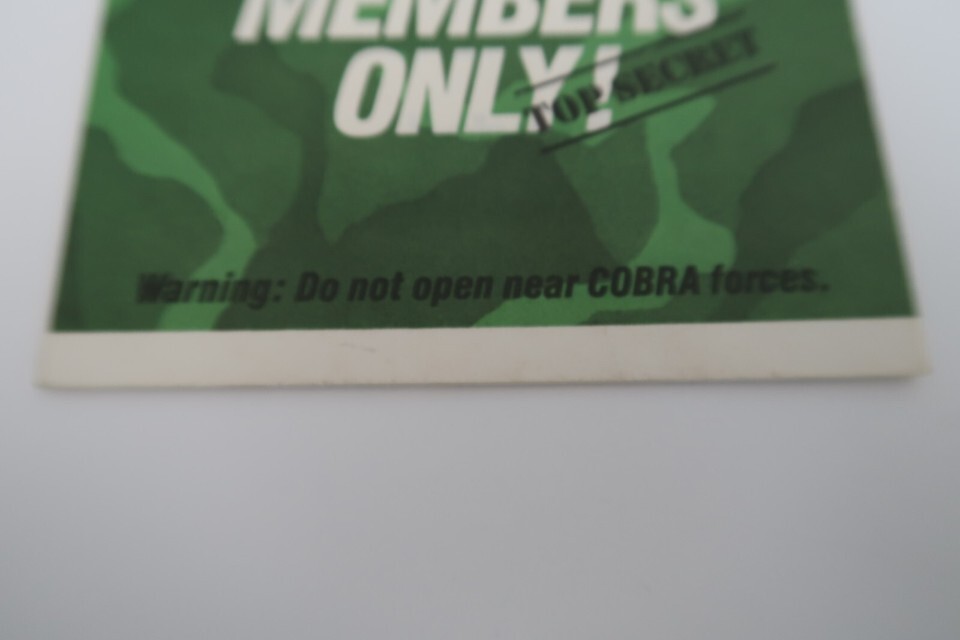 MEMBERS
ONLY!
TOP SECRET
Warning: Do not open near COBRA forces.